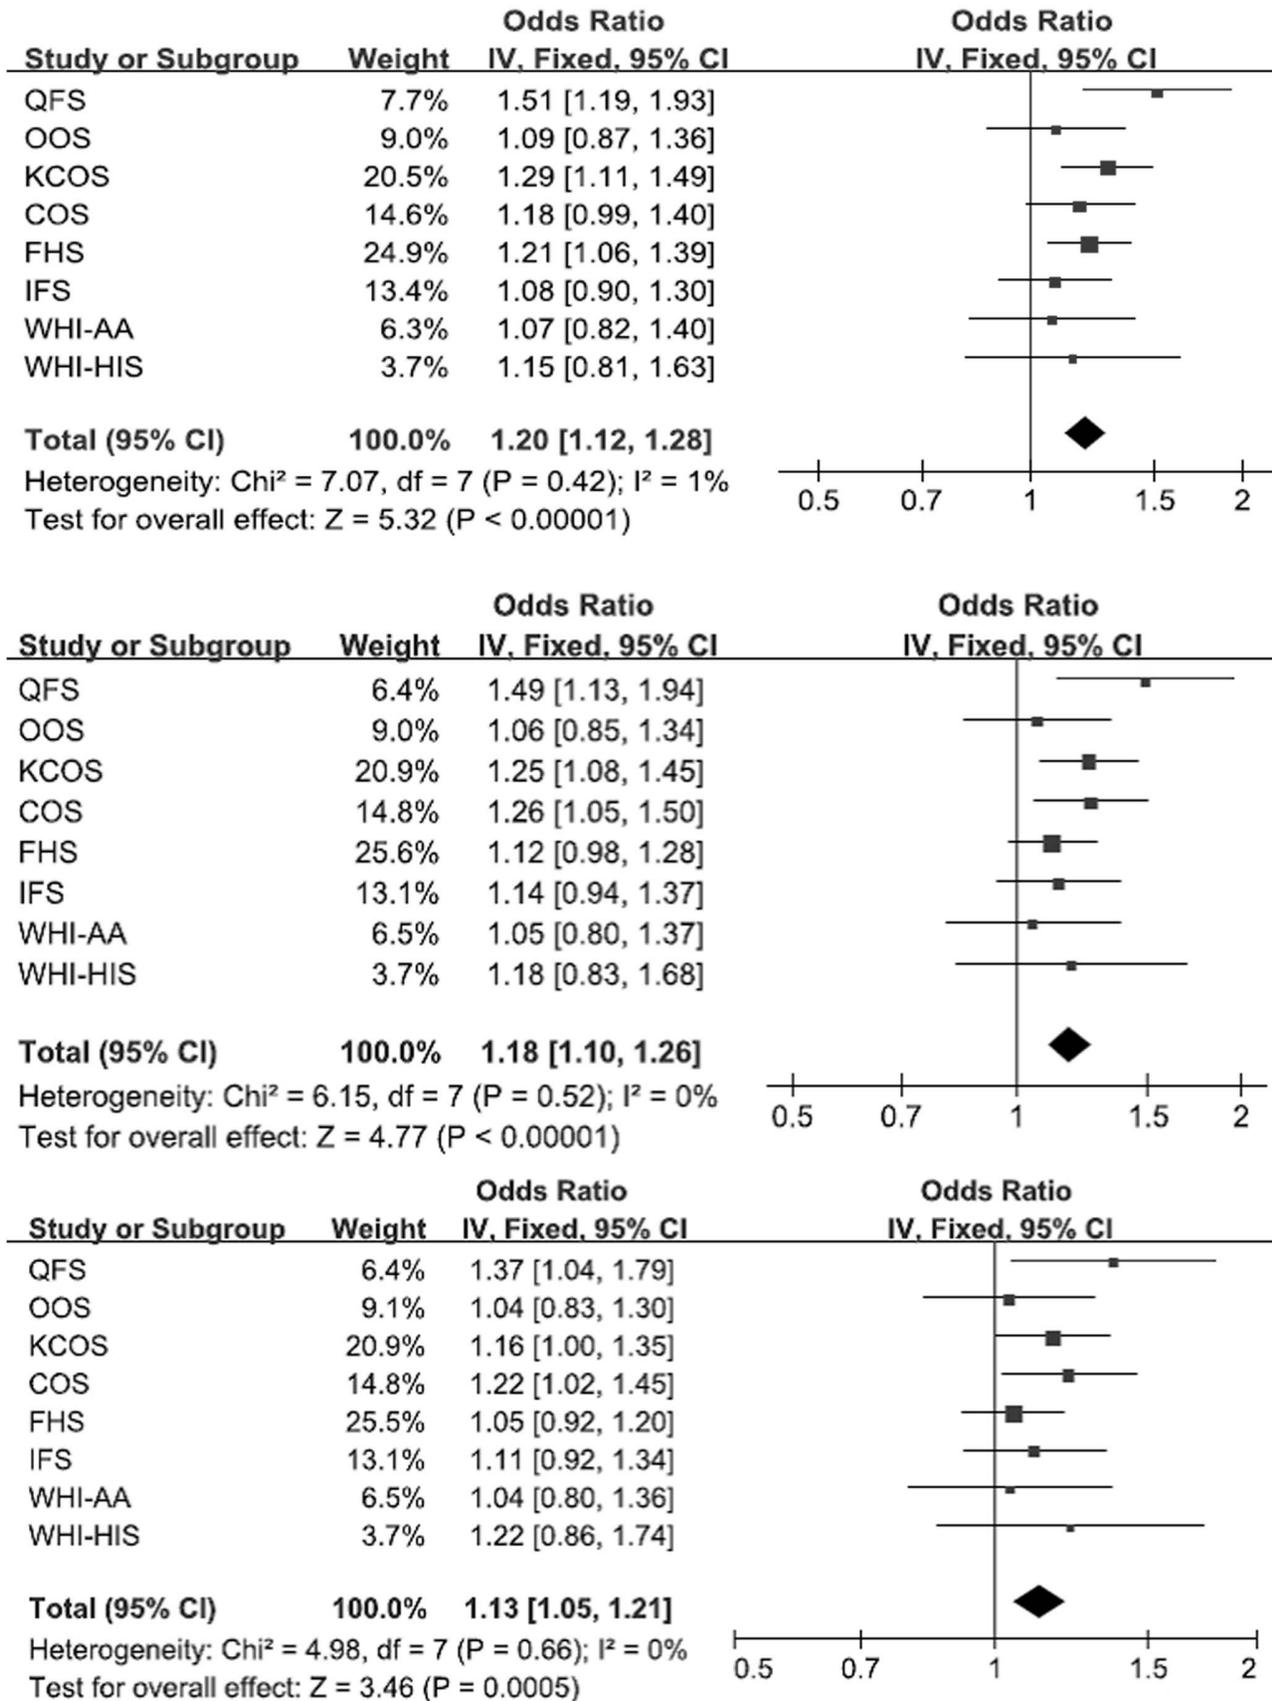 Odds Ratio Odds Ratio
Study or Subgroup Weight IV, Fixed, 95% CI IV, Fixed, 95% CI
QFS 7.7% 1.51 [1.19, 1.93]
OOS 9.0% 1.09 [0.87, 1.36]
KCOS 20.5% 1.29 [1.11, 1.49]
COS 14.6% 1.18 [0.99, 1.40]
FHS 24.9% 1.21 [1.06, 1.39]
IFS 13.4% 1.08 [0.90, 1.30]
WHI-AA 6.3% 1.07 [0.82, 1.40]
WHI-HIS 3.7% 1.15 [0.81, 1.63]
Total (95% CI) 100.0% 1.20 [1.12, 1.28]
Heterogeneity: Chi² = 7.07, df = 7 (P = 0.42); I² = 1%
0.5 0.7 1 1.5 2
Test for overall effect: Z = 5.32 (P < 0.00001)
Odds Ratio Odds Ratio
Study or Subgroup Weight IV, Fixed, 95% CI IV, Fixed, 95% CI
QFS 6.4% 1.49 [1.13, 1.94]
OOS 9.0% 1.06 [0.85, 1.34]
KCOS 20.9% 1.25 [1.08, 1.45]
COS 14.8% 1.26 [1.05, 1.50]
FHS 25.6% 1.12 [0.98, 1.28]
IFS 13.1% 1.14 [0.94, 1.37]
WHI-AA 6.5% 1.05 [0.80, 1.37]
WHI-HIS 3.7% 1.18 [0.83, 1.68]
Total (95% CI) 100.0% 1.18 [1.10, 1.26]
Heterogeneity: Chi² = 6.15, df = 7 (P = 0.52); I² = 0%
0.5 0.7 1 1.5 2
Test for overall effect: Z = 4.77 (P < 0.00001)
Odds Ratio Odds Ratio
Study or Subgroup Weight IV, Fixed, 95% CI IV, Fixed, 95% CI
QFS 6.4% 1.37 [1.04, 1.79]
OOS 9.1% 1.04 [0.83, 1.30]
KCOS 20.9% 1.16 [1.00, 1.35]
COS 14.8% 1.22 [1.02, 1.45]
FHS 25.5% 1.05 [0.92, 1.20]
IFS 13.1% 1.11 [0.92, 1.34]
WHI-AA 6.5% 1.04 [0.80, 1.36]
WHI-HIS 3.7% 1.22 [0.86, 1.74]
Total (95% CI) 100.0% 1.13 [1.05, 1.21]
Heterogeneity: Chi² = 4.98, df = 7 (P = 0.66); I² = 0%
0.5 0.7 1 1.5 2
Test for overall effect: Z = 3.46 (P = 0.0005)